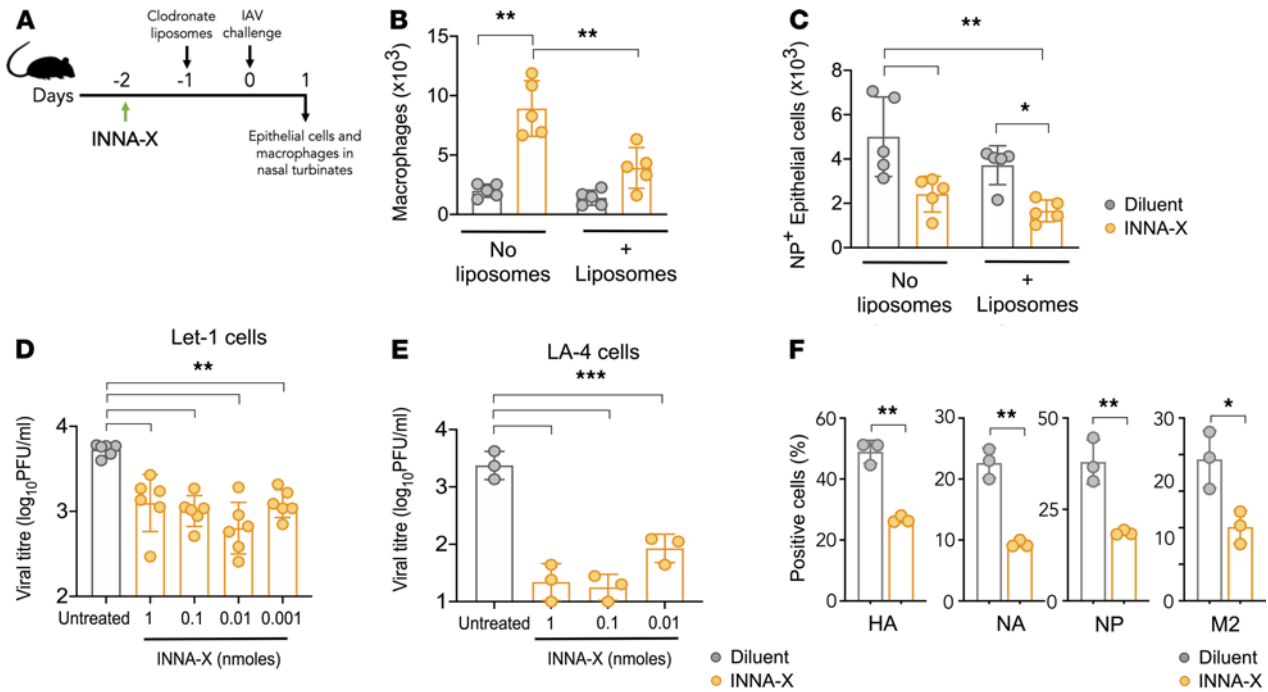 A
Clodronate
liposomes
IAV
challenge
-2
-1
0
1
Days
INNA-X
Epithelial cells and
macrophages in
nasal turbinates
B
**
**
Macrophages (×10^3)
15
10
5
0
No
liposomes
+
Liposomes
C
**
*
NP+ Epithelial cells (×10^3)
8
6
4
2
0
No
liposomes
+
Liposomes
Diluent
INNA-X
D
Let-1 cells
**
Viral titre (log10PFU/ml)
4
3
2
Untreated
1
0.1
0.01
0.001
INNA-X (nmoles)
E
LA-4 cells
***
Viral titre (log10PFU/ml)
4
3
2
1
Untreated
1
0.1
0.01
INNA-X (nmoles)
Diluent
INNA-X
F
Positive cells (%)
**
60
40
20
0
HA
**
30
20
10
0
NA
**
50
25
0
NP
*
30
20
10
0
M2
Diluent
INNA-X